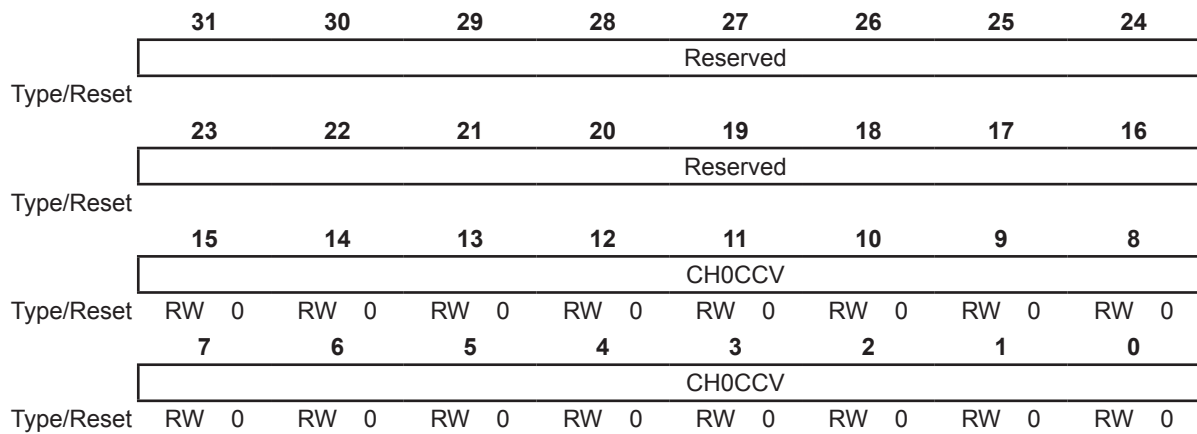 31 30 29 28 27 26 25 24
Reserved
Type/Reset
23 22 21 20 19 18 17 16
Reserved
Type/Reset
15 14 13 12 11 10 9 8
CH0CCV
Type/Reset RW 0 RW 0 RW 0 RW 0 RW 0 RW 0 RW 0 RW 0
7 6 5 4 3 2 1 0
CH0CCV
Type/Reset RW 0 RW 0 RW 0 RW 0 RW 0 RW 0 RW 0 RW 0